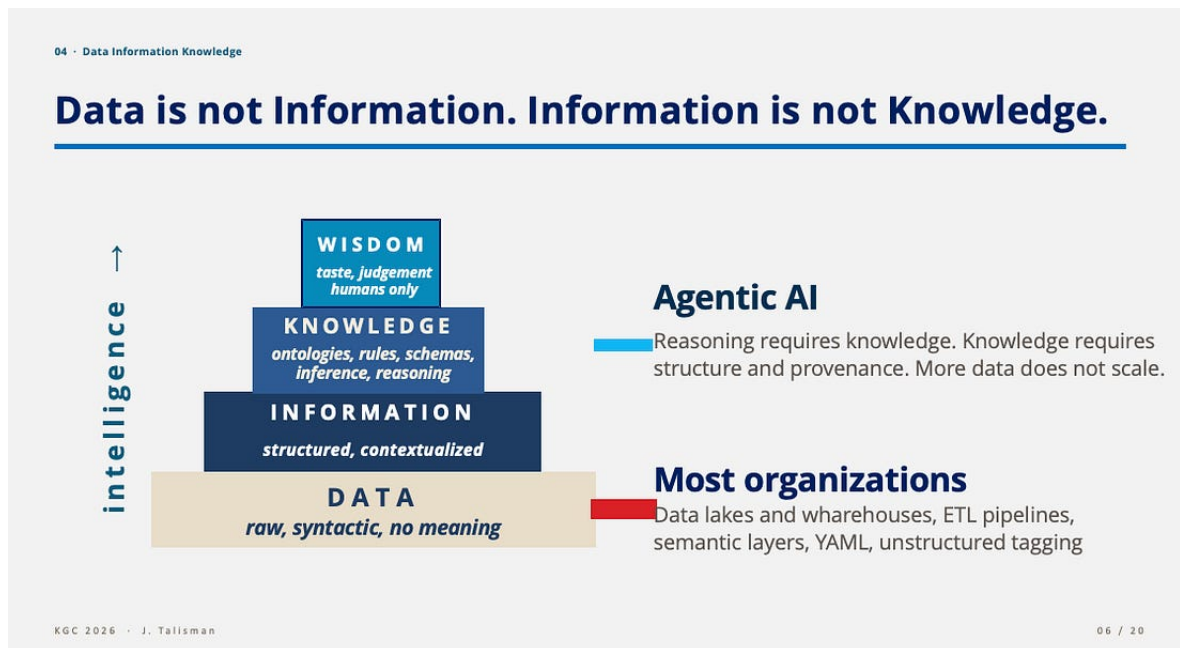 04 · Data Information Knowledge
Data is not Information. Information is not Knowledge.
intelligence →
WISDOM
taste, judgement
humans only
KNOWLEDGE
ontologies, rules, schemas,
inference, reasoning
INFORMATION
structured, contextualized
DATA
raw, syntactic, no meaning
Agentic AI
Reasoning requires knowledge. Knowledge requires
structure and provenance. More data does not scale.
Most organizations
Data lakes and wharehouses, ETL pipelines,
semantic layers, YAML, unstructured tagging
KGC 2026 · J. Talisman
06 / 20